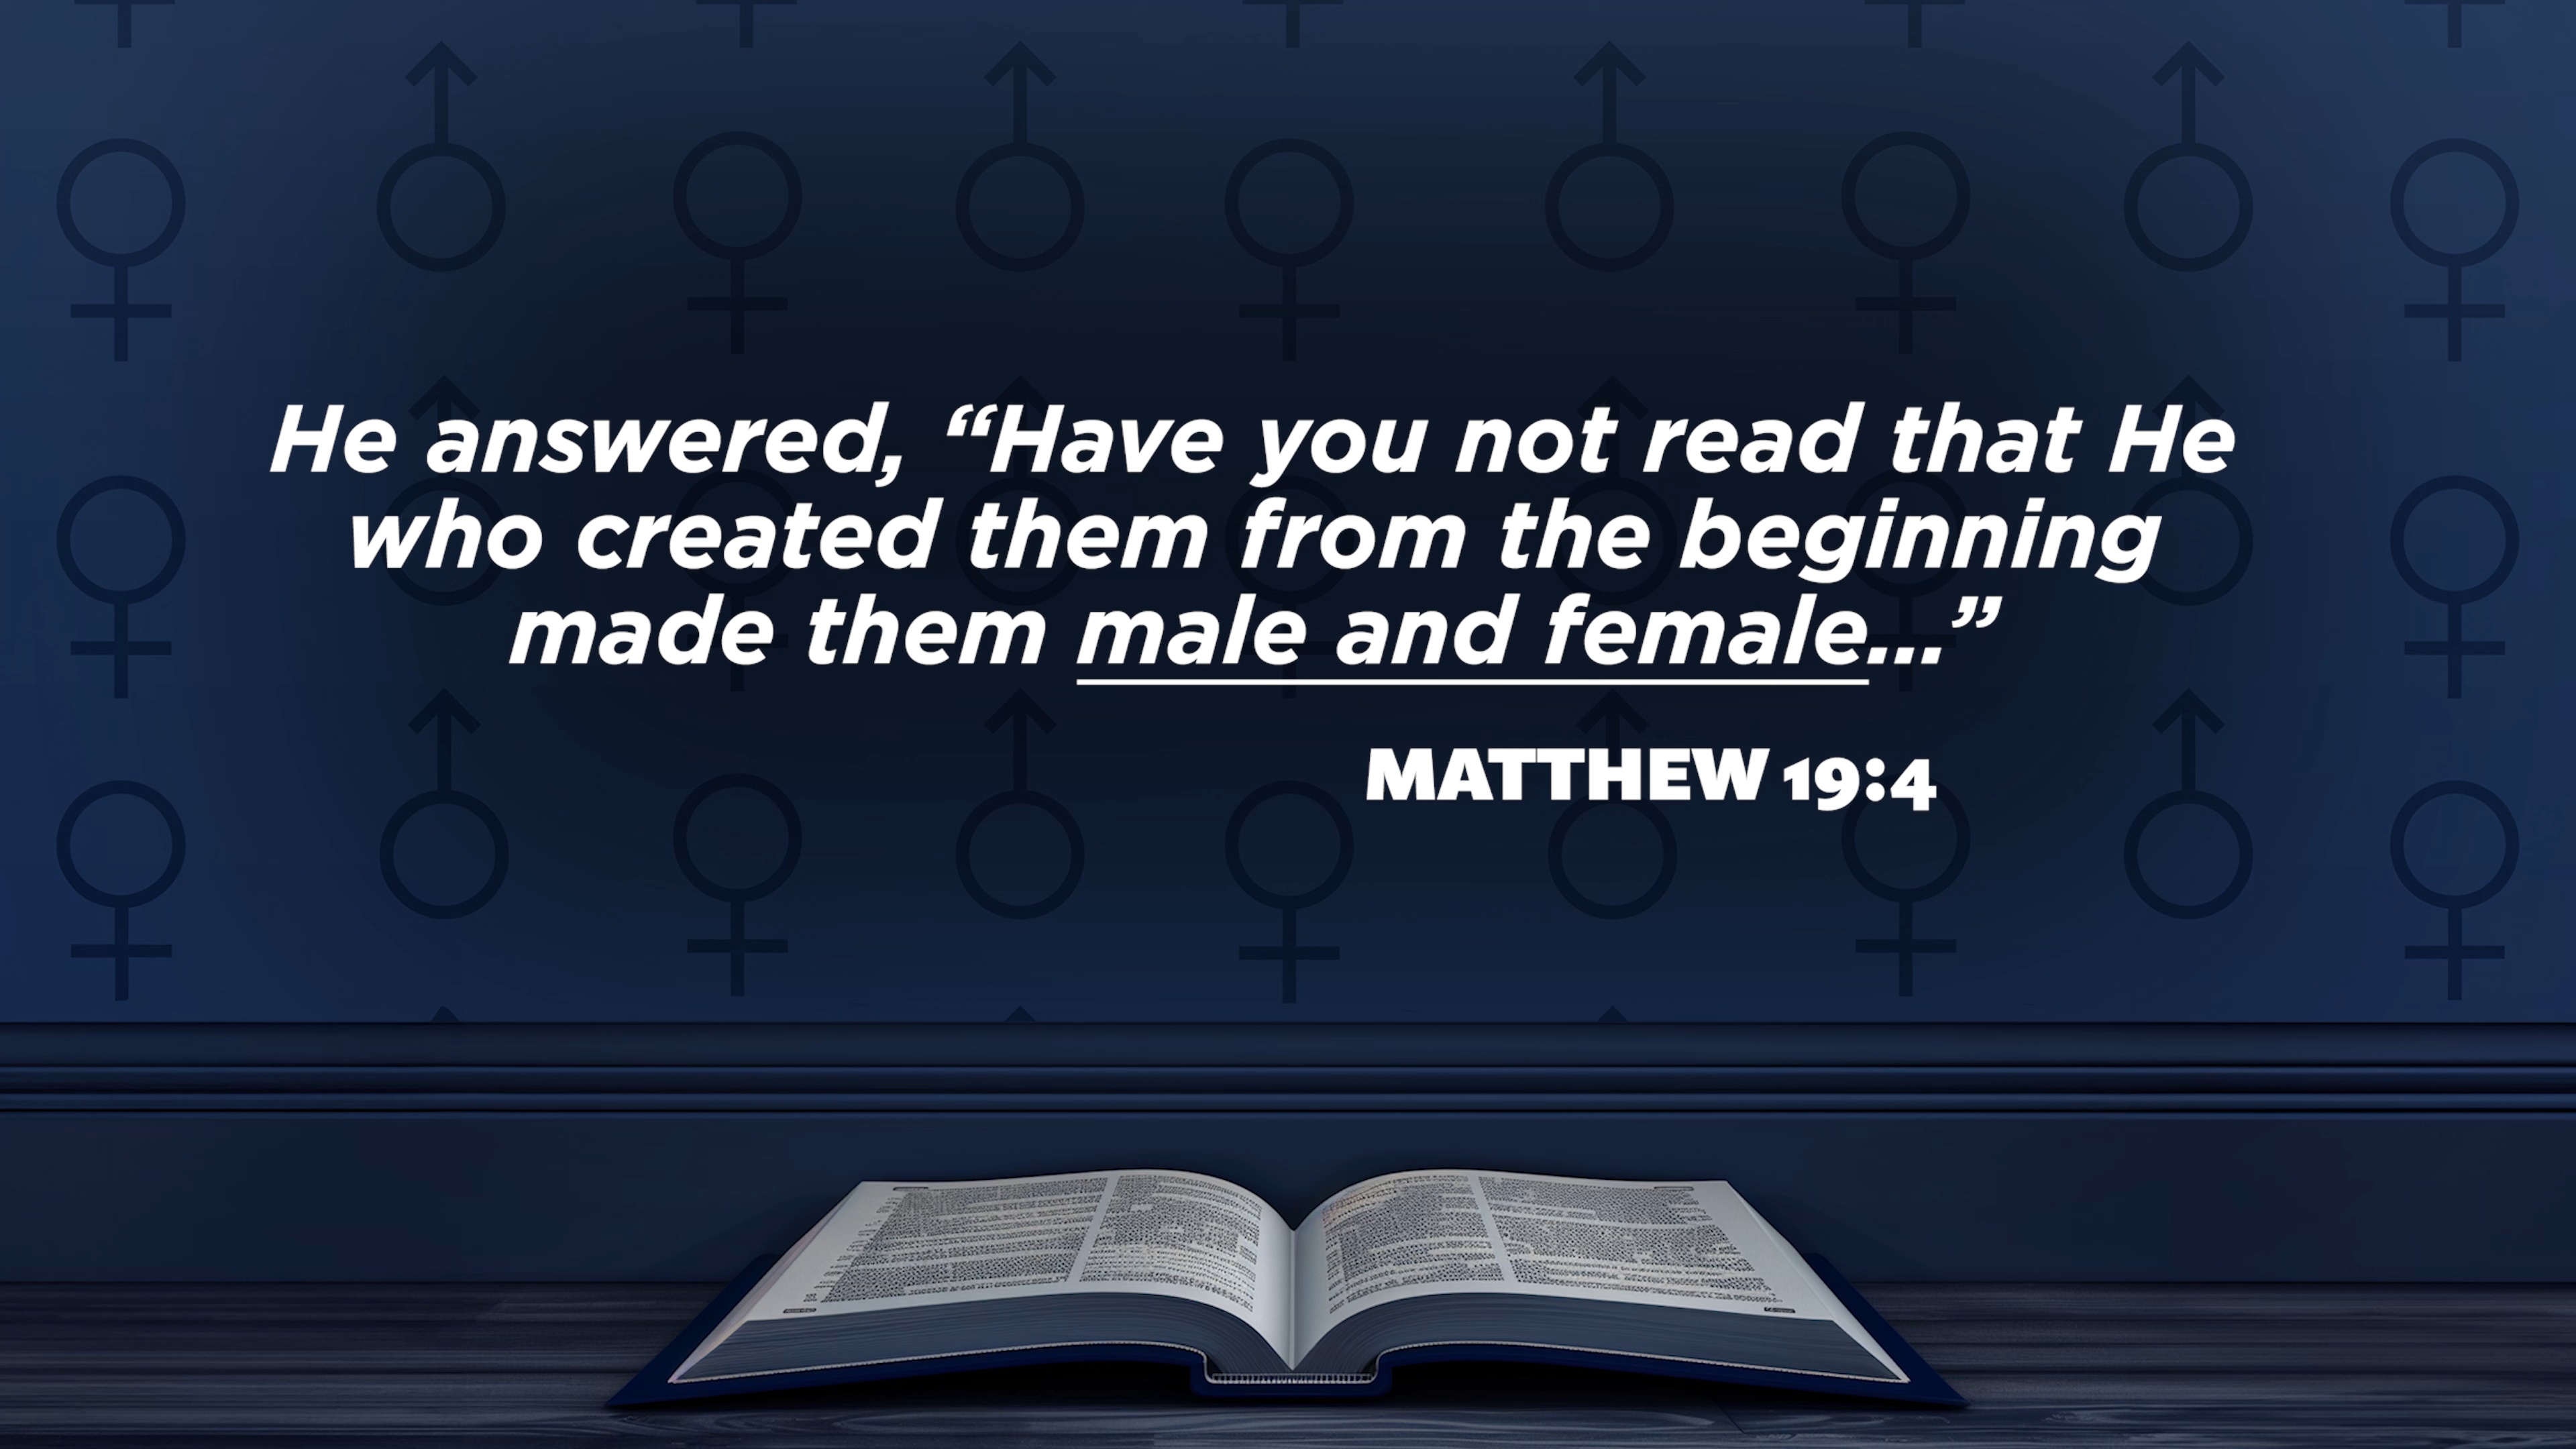 He answered, “Have you not read that He
who created them from the beginning
made them male and female...”
MATTHEW 19:4